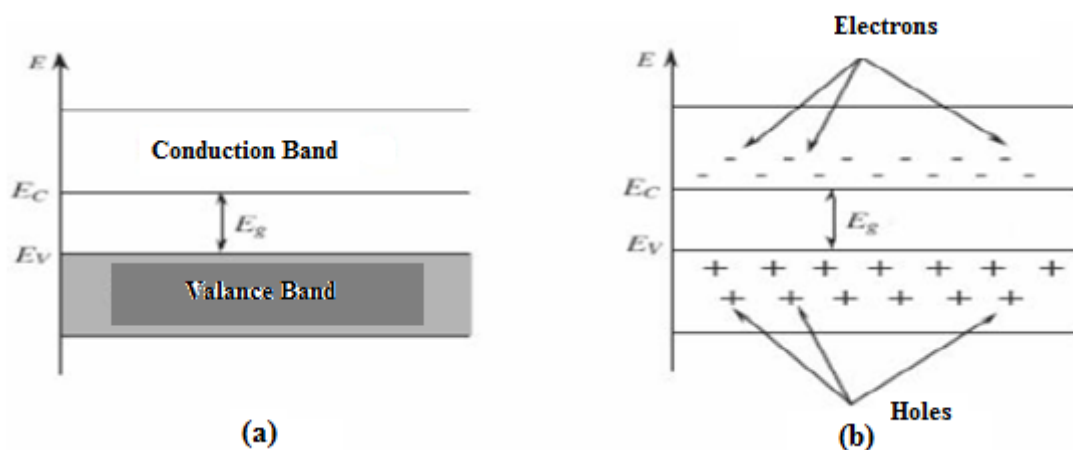 E
Conduction Band
E_C
E_g
E_V
Valance Band
(a)
Electrons
E
- - - - - -
- - - - - - -
E_C
E_g
E_V
+ + + + + + +
+ + + + + +
Holes
(b)